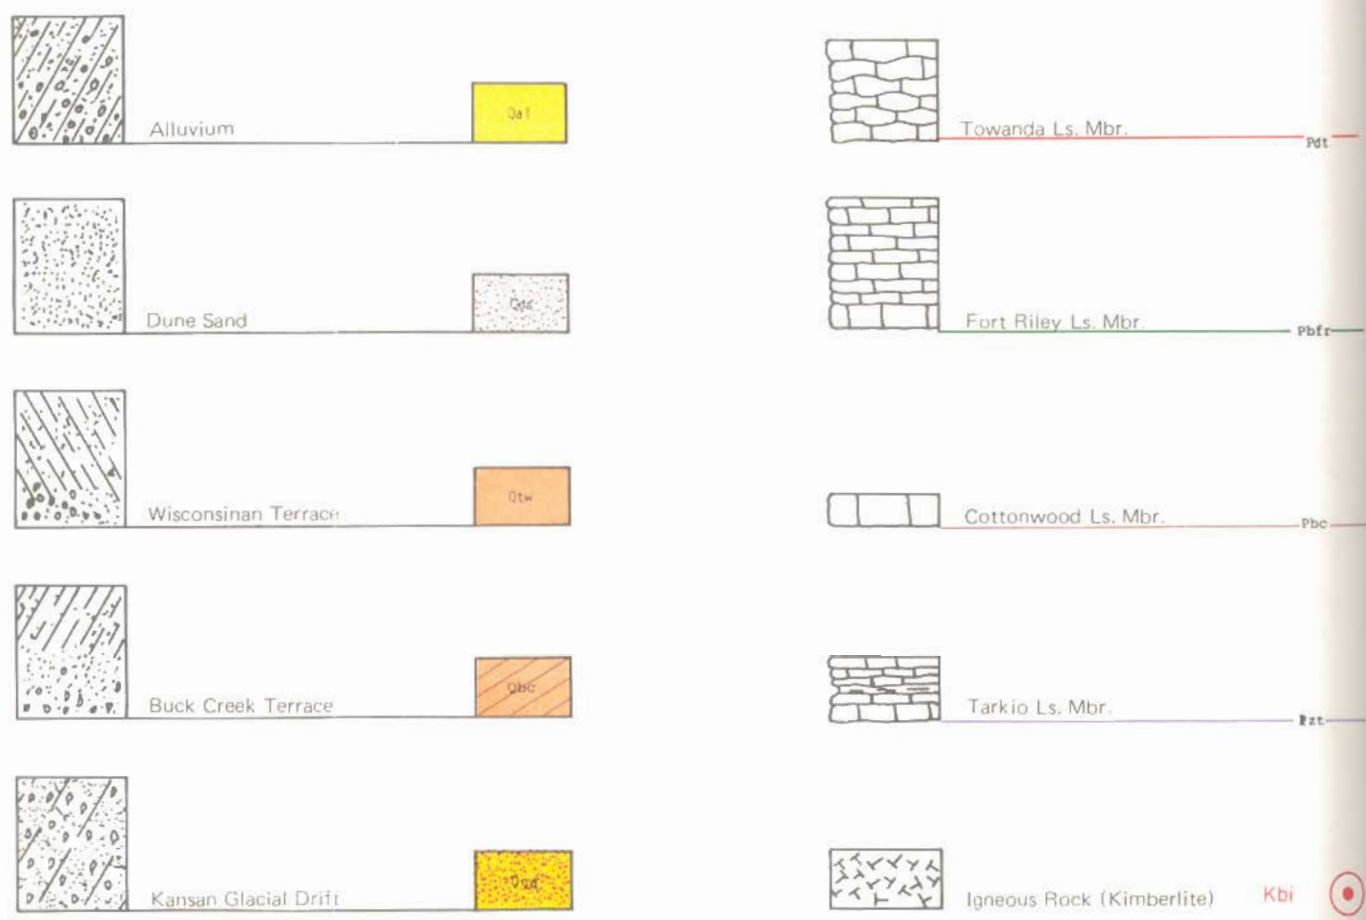 Alluvium
Qal
Dune Sand
Qds
Wisconsinan Terrace
Qtw
Buck Creek Terrace
Qbc
Kansan Glacial Drift
Towanda Ls. Mbr.
Pdt
Fort Riley Ls. Mbr.
Pbfr
Cottonwood Ls. Mbr.
Pbc
Tarkio Ls. Mbr.
Igneous Rock (Kimberlite)
Kbi